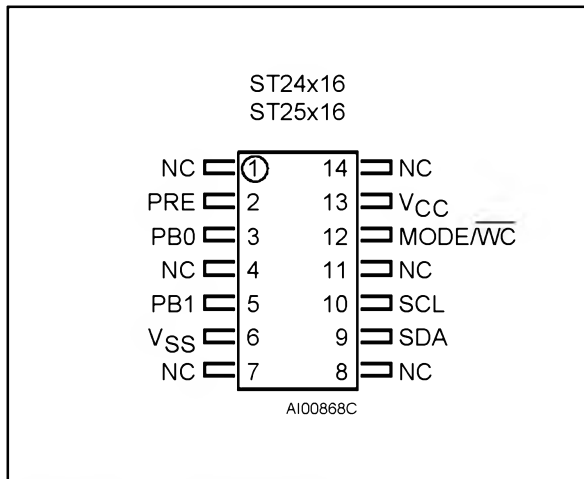 ST24x16
ST25x16
NC 1 14 NC
PRE 2 13 VCC
PB0 3 12 MODE/W̅C̅
NC 4 11 NC
PB1 5 10 SCL
VSS 6 9 SDA
NC 7 8 NC
AI00868C